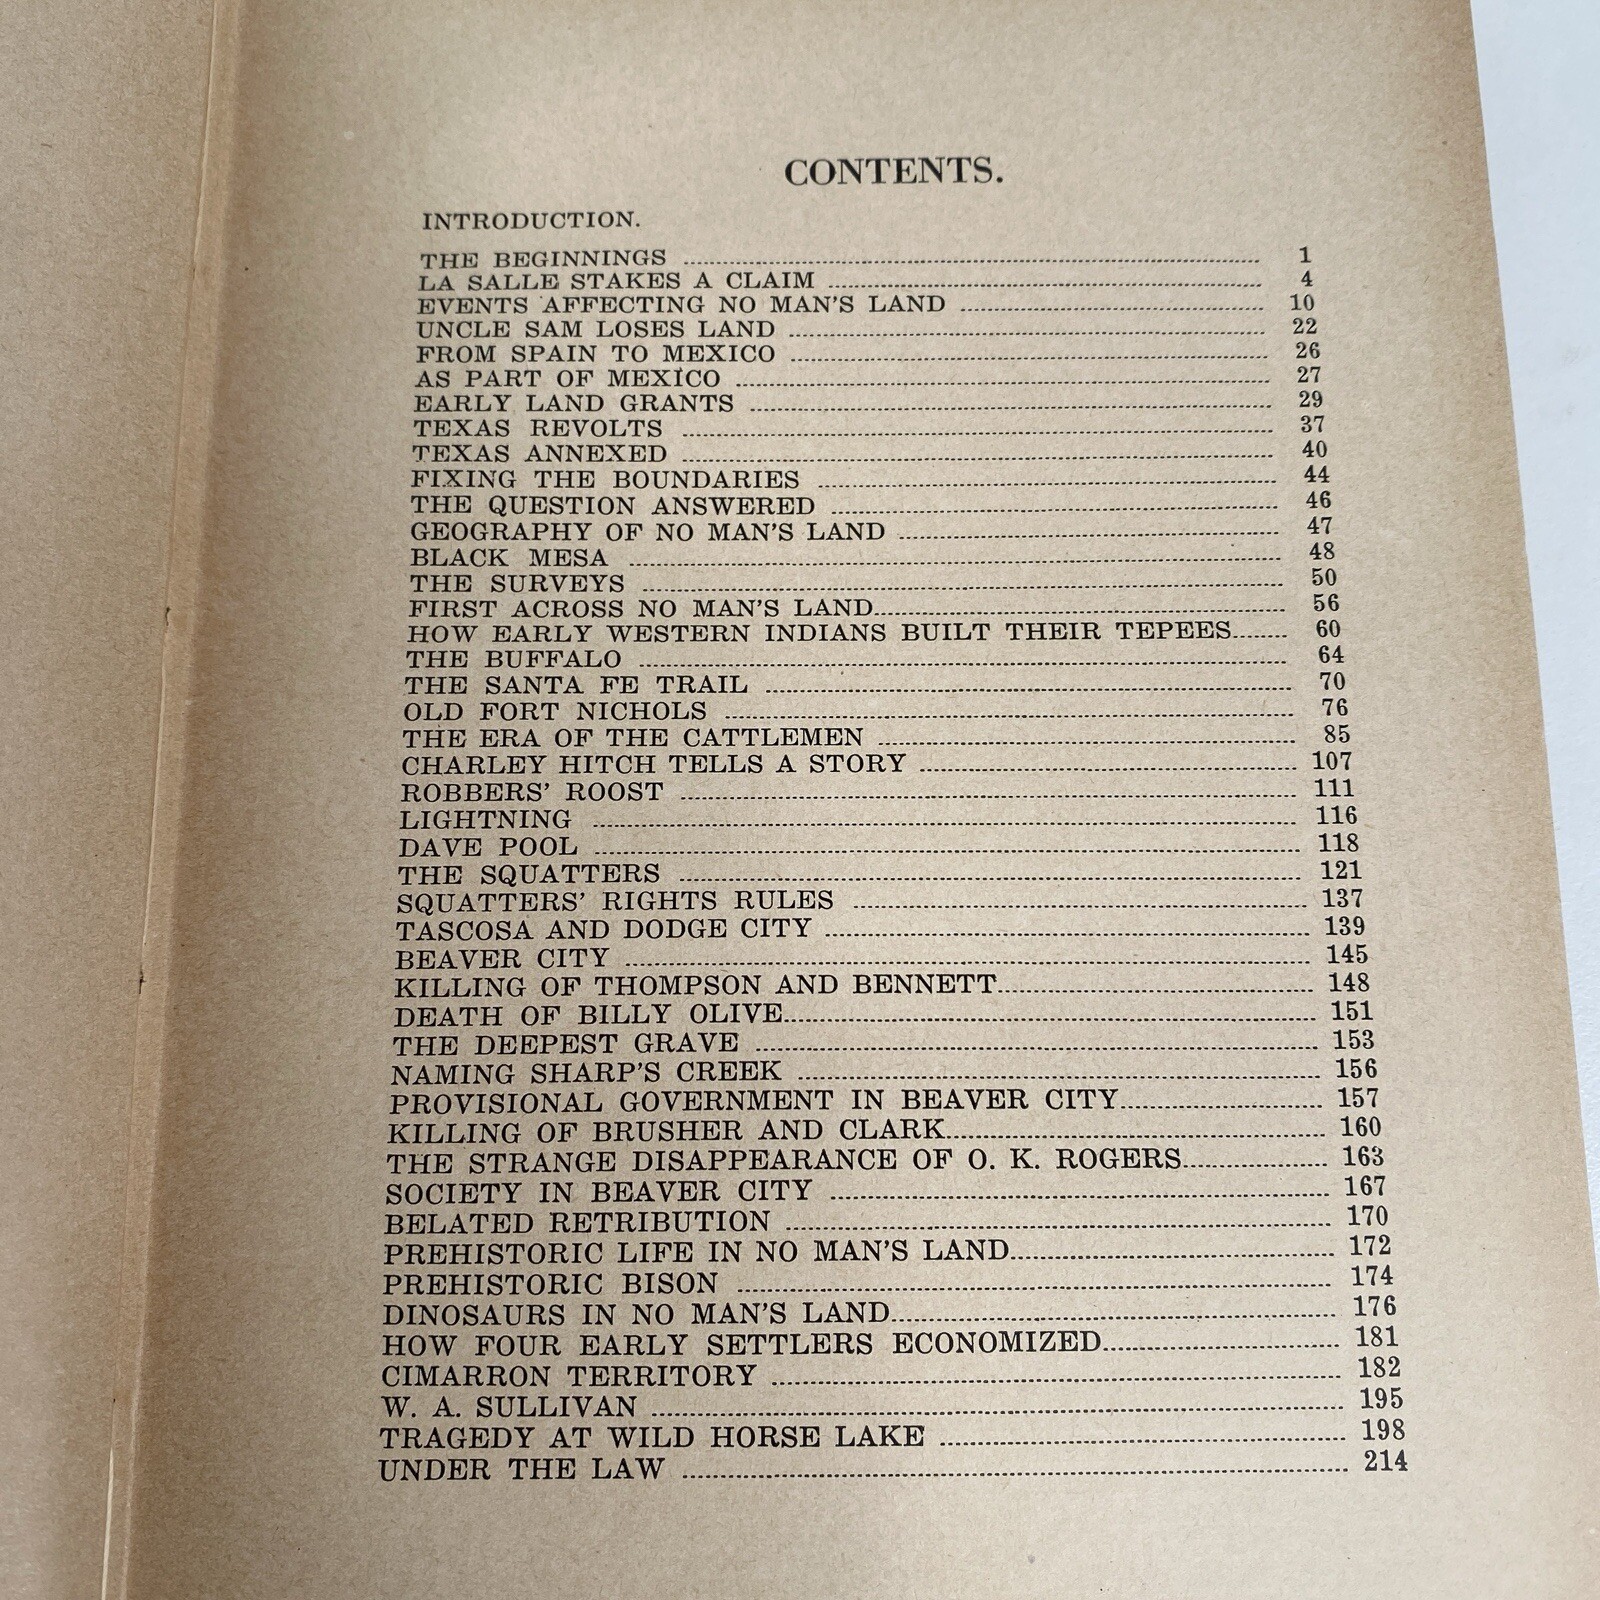 CONTENTS.
INTRODUCTION.
THE BEGINNINGS ........ 1
LA SALLE STAKES A CLAIM ........ 4
EVENTS AFFECTING NO MAN'S LAND ........ 10
UNCLE SAM LOSES LAND ........ 22
FROM SPAIN TO MEXICO ........ 26
AS PART OF MEXICO ........ 27
EARLY LAND GRANTS ........ 29
TEXAS REVOLTS ........ 37
TEXAS ANNEXED ........ 40
FIXING THE BOUNDARIES ........ 44
THE QUESTION ANSWERED ........ 46
GEOGRAPHY OF NO MAN'S LAND ........ 47
BLACK MESA ........ 48
THE SURVEYS ........ 50
FIRST ACROSS NO MAN'S LAND ........ 56
HOW EARLY WESTERN INDIANS BUILT THEIR TEPEES ........ 60
THE BUFFALO ........ 64
THE SANTA FE TRAIL ........ 70
OLD FORT NICHOLS ........ 76
THE ERA OF THE CATTLEMEN ........ 85
CHARLEY HITCH TELLS A STORY ........ 107
ROBBERS' ROOST ........ 111
LIGHTNING ........ 116
DAVE POOL ........ 118
THE SQUATTERS ........ 121
SQUATTERS' RIGHTS RULES ........ 137
TASCOSA AND DODGE CITY ........ 139
BEAVER CITY ........ 145
KILLING OF THOMPSON AND BENNETT ........ 148
DEATH OF BILLY OLIVE ........ 151
THE DEEPEST GRAVE ........ 153
NAMING SHARP'S CREEK ........ 156
PROVISIONAL GOVERNMENT IN BEAVER CITY ........ 157
KILLING OF BRUSHER AND CLARK ........ 160
THE STRANGE DISAPPEARANCE OF O. K. ROGERS ........ 163
SOCIETY IN BEAVER CITY ........ 167
BELATED RETRIBUTION ........ 170
PREHISTORIC LIFE IN NO MAN'S LAND ........ 172
PREHISTORIC BISON ........ 174
DINOSAURS IN NO MAN'S LAND ........ 176
HOW FOUR EARLY SETTLERS ECONOMIZED ........ 181
CIMARRON TERRITORY ........ 182
W. A. SULLIVAN ........ 195
TRAGEDY AT WILD HORSE LAKE ........ 198
UNDER THE LAW ........ 214